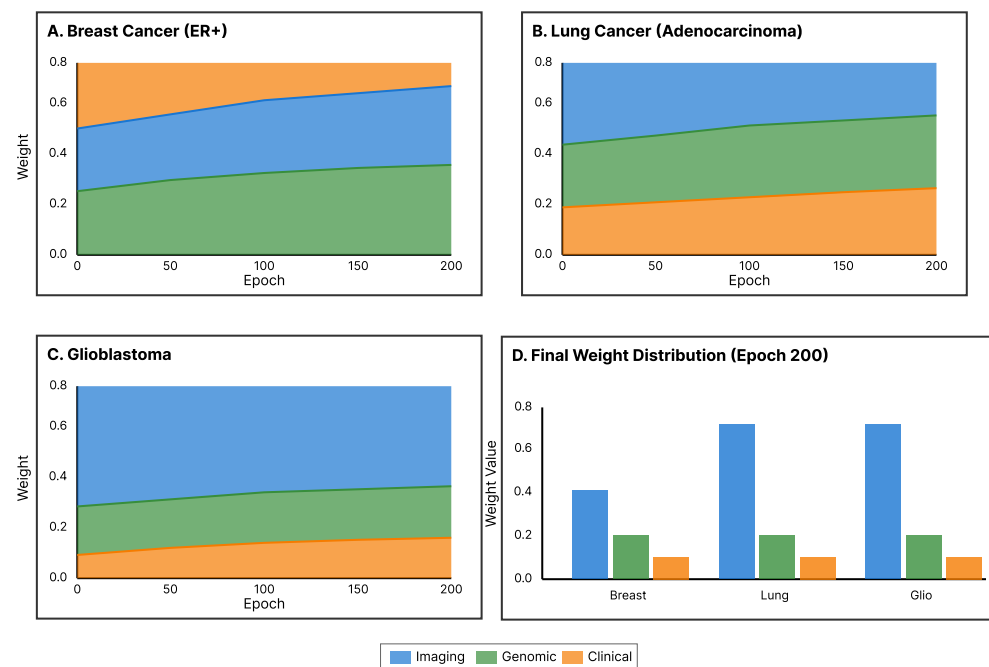 A. Breast Cancer (ER+)
0.8
0.6
0.4
0.2
0.0
Weight
0 50 100 150 200
Epoch
B. Lung Cancer (Adenocarcinoma)
0.8
0.6
0.4
0.2
0.0
0 50 100 150 200
Epoch
C. Glioblastoma
0.8
0.6
0.4
0.2
0.0
Weight
0 50 100 150 200
Epoch
D. Final Weight Distribution (Epoch 200)
0.8
0.6
0.4
0.2
0.0
Weight Value
Breast Lung Glio
Imaging Genomic Clinical